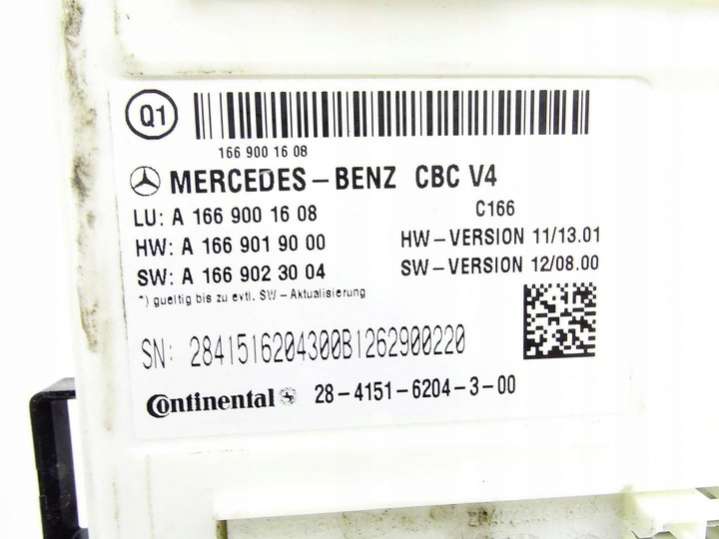 Q1
166 900 16 08
MERCEDES-BENZ CBC V4
LU: A 166 900 16 08 C166
HW: A 166 901 90 00 HW-VERSION 11/13.01
SW: A 166 902 30 04 SW-VERSION 12/08.00
*) gueltig bis zu evtl. SW-Aktualisierung
SN: 2841516204300B1262900220
Continental 28-4151-6204-3-00